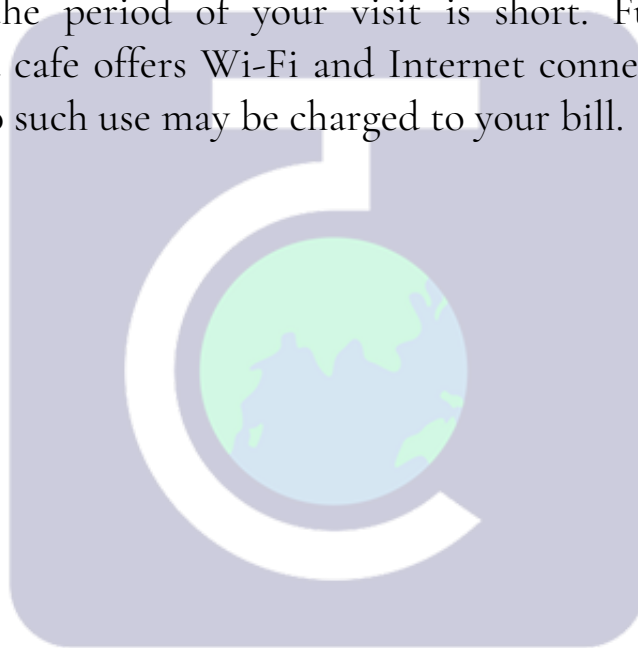 the period of your visit is short.
cafe offers Wi-Fi and Internet
such use may be charged to your bill.